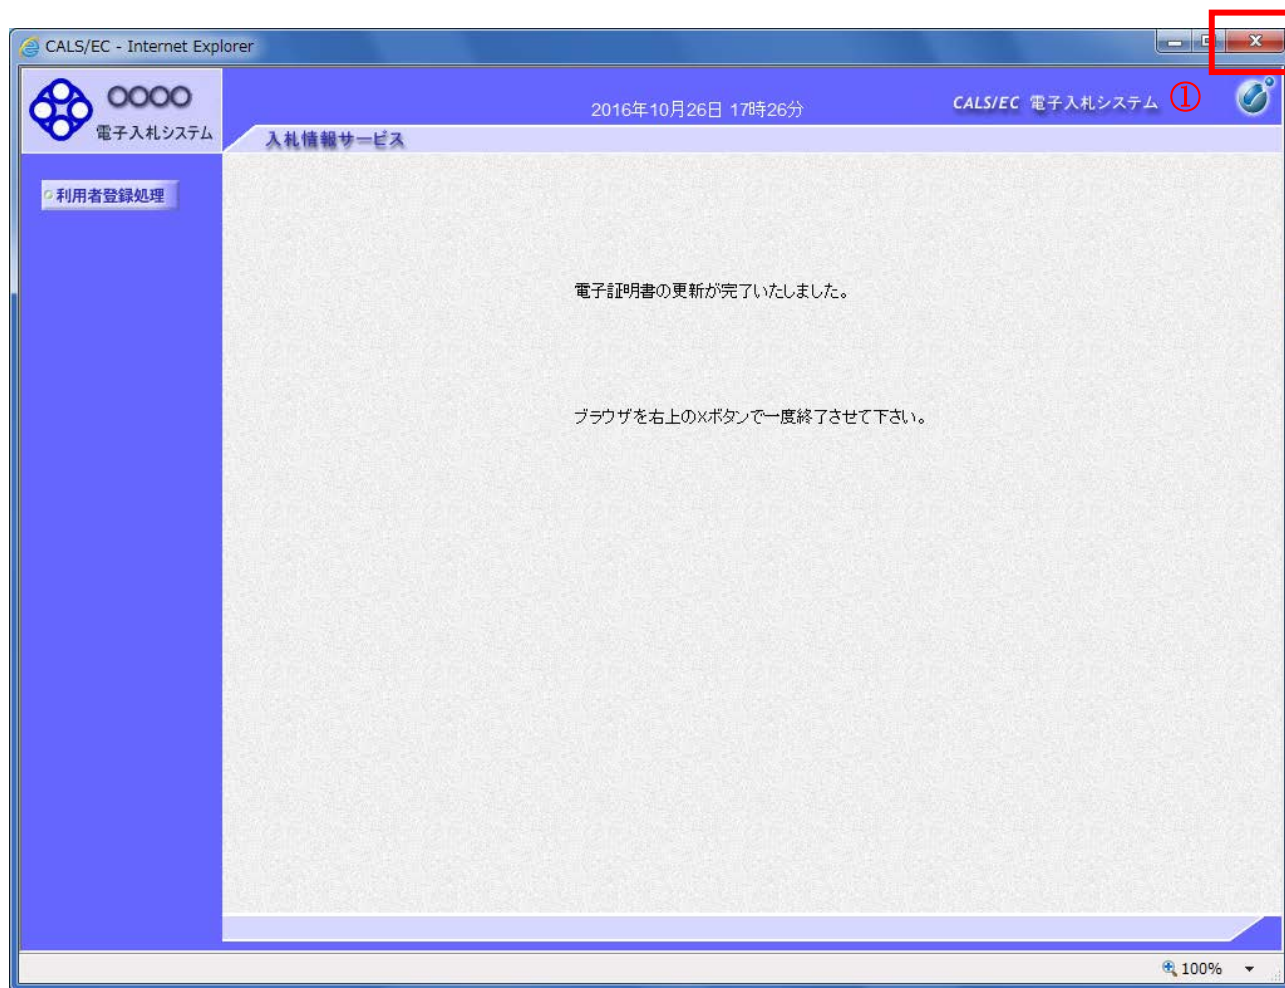 CALS/EC - Internet Explorer
○○○○
電子入札システム
2016年10月26日 17時26分
CALS/EC 電子入札システム
①
入札情報サービス
利用者登録処理
電子証明書の更新が完了いたしました。
ブラウザを右上のXボタンで一度終了させて下さい。
100%